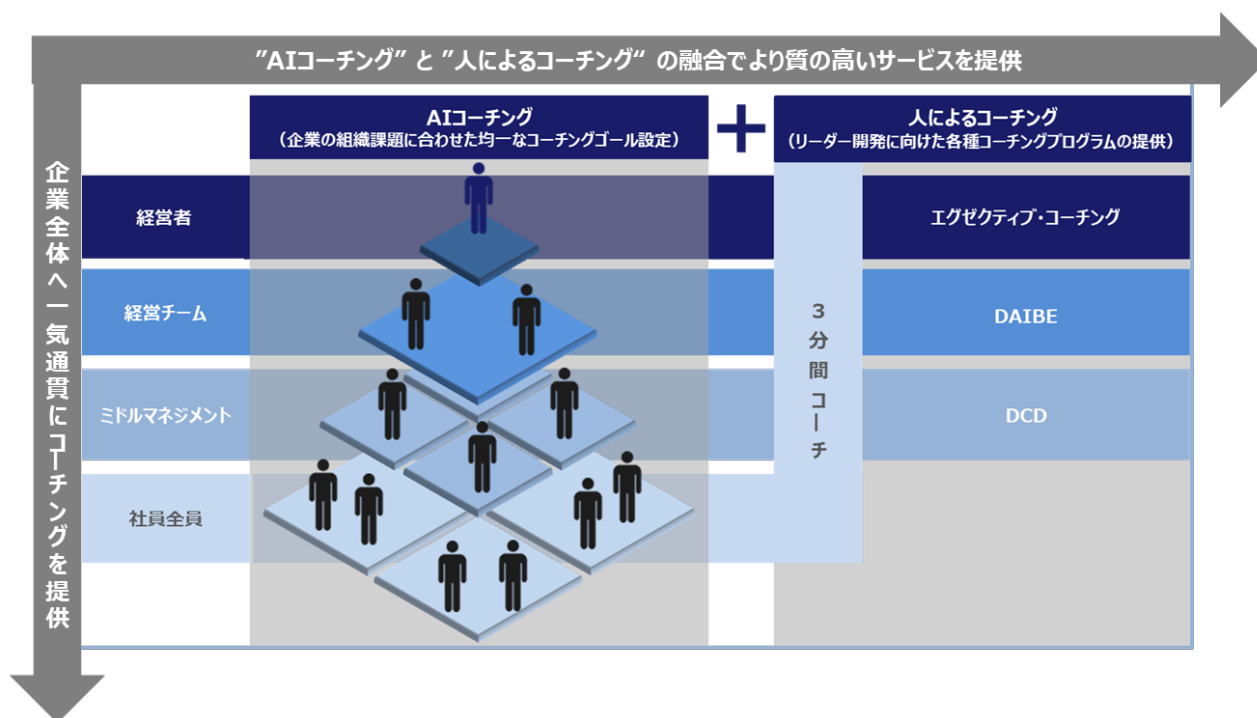 ”AIコーチング” と ”人によるコーチング“ の融合でより質の高いサービスを提供
企業全体へ一気通貫にコーチングを提供
AIコーチング
(企業の組織課題に合わせた均一なコーチングゴール設定)
+
人によるコーチング
(リーダー開発に向けた各種コーチングプログラムの提供)
経営者
エグゼクティブ・コーチング
経営チーム
DAIBE
ミドルマネジメント
DCD
社員全員
3分間コーチ